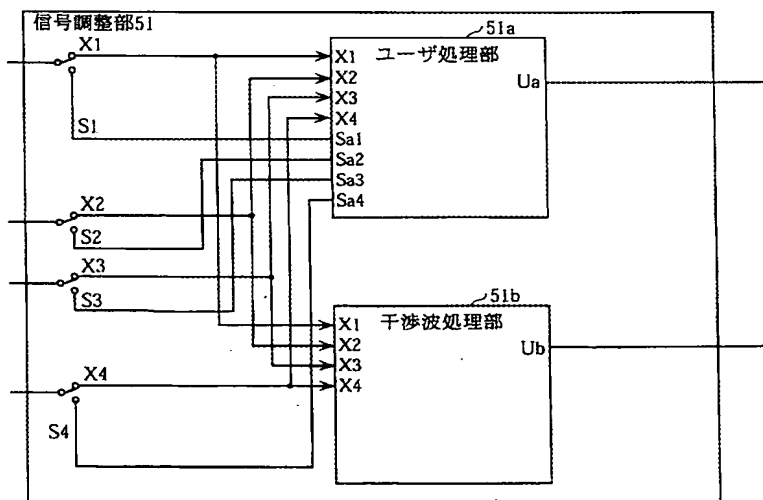 信号調整部51
X1
S1
X2
S2
X3
S3
X4
S4
51a
ユーザ処理部
X1
X2
X3
X4
Sa1
Sa2
Sa3
Sa4
Ua
51b
干渉波処理部
X1
X2
X3
X4
Ub